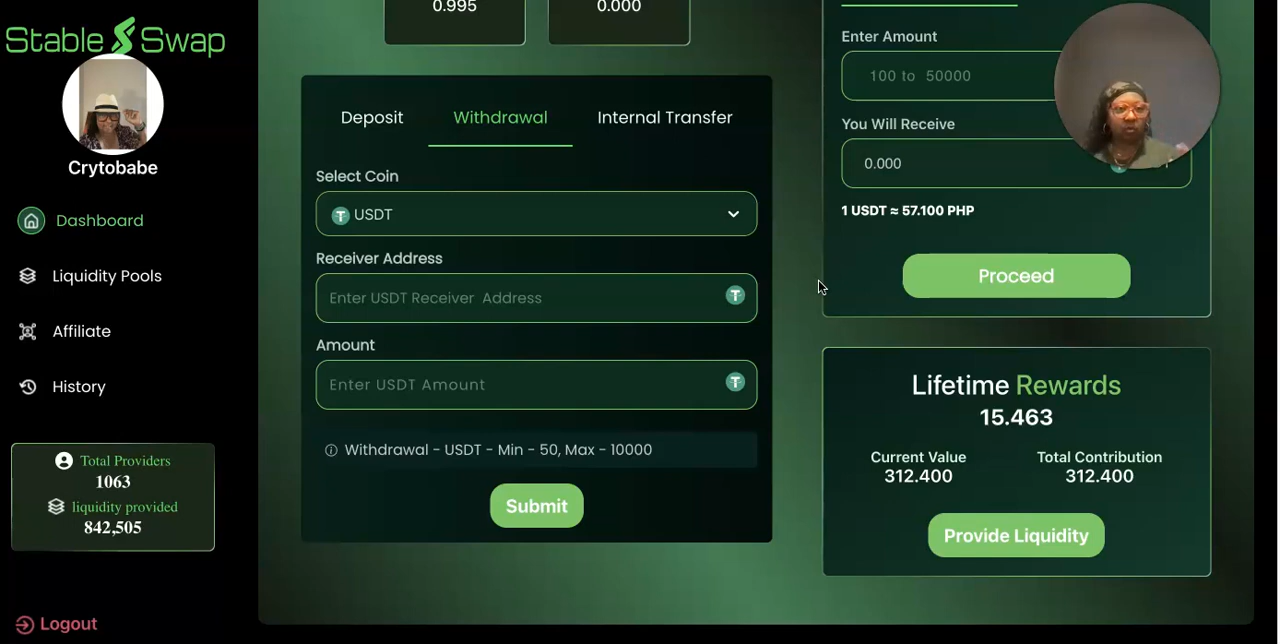 Stable Swap
Crytobabe
Dashboard
Liquidity Pools
Affiliate
History
Total Providers
1063
liquidity provided
842,505
Logout
0.995
0.000
Deposit
Withdrawal
Internal Transfer
Select Coin
USDT
Receiver Address
Enter USDT Receiver Address
Amount
Enter USDT Amount
Withdrawal - USDT - Min - 50, Max - 10000
Submit
Enter Amount
100 to 50000
You Will Receive
0.000
1 USDT ≈ 57.100 PHP
Proceed
Lifetime Rewards
15.463
Current Value
Total Contribution
312.400
312.400
Provide Liquidity